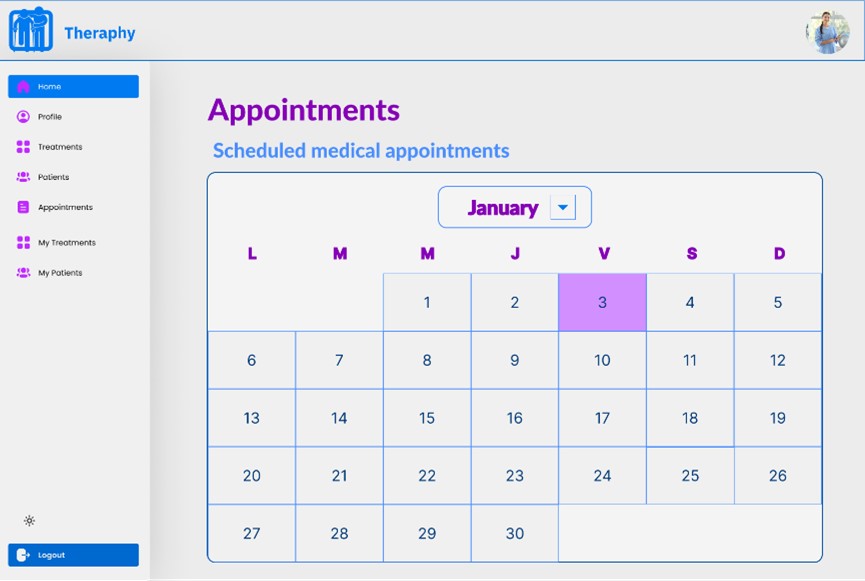 Theraphy
Home
Profile
Treatments
Patients
Appointments
My Treatments
My Patients
Logout
Appointments
Scheduled medical appointments
January
L M M J V S D
1 2 3 4 5
6 7 8 9 10 11 12
13 14 15 16 17 18 19
20 21 22 23 24 25 26
27 28 29 30